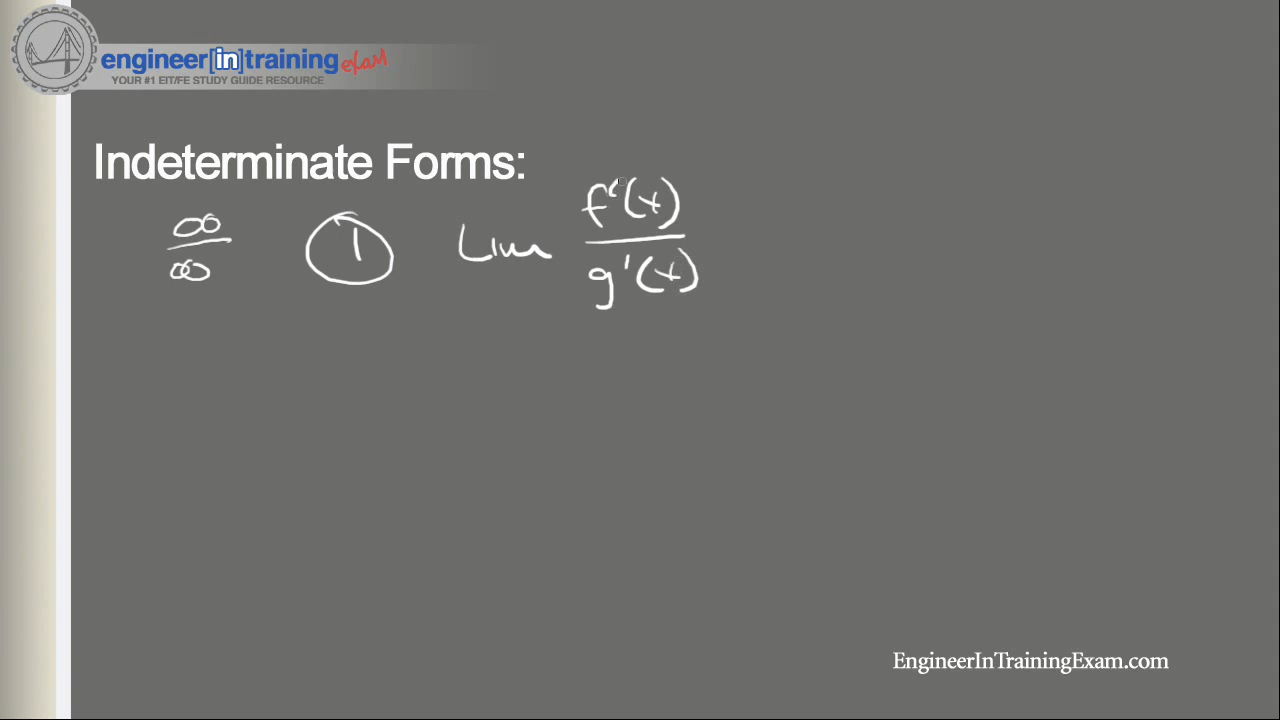 engineer[in]training exam
YOUR #1 EIT/FE STUDY GUIDE RESOURCE
Indeterminate Forms:
∞/∞ 1 Lim f'(x)/g'(x)
EngineerInTrainingExam.com